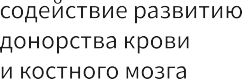 содействие развитию
донорства крови
и костного мозга